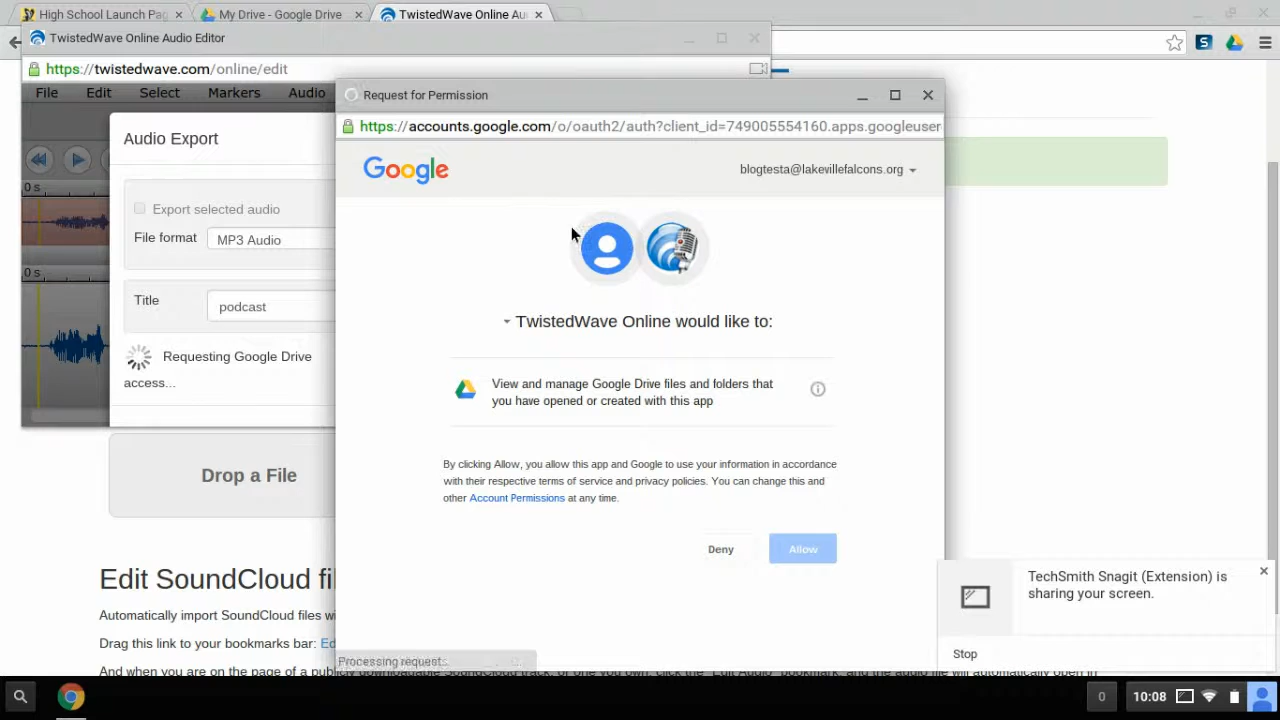 High School Launch Pa
My Drive - Google Drive
TwistedWave Online Au
TwistedWave Online Audio Editor
https://twistedwave.com/online/edit
File Edit Select Markers Audio
Request for Permission
https://accounts.google.com/o/oauth2/auth?client_id=749005554160.apps.googleuser
Audio Export
Google
blogtesta@lakevillefalcons.org
0 s
Export selected audio
File format MP3 Audio
0 s
Title podcast
Requesting Google Drive
access...
TwistedWave Online would like to:
View and manage Google Drive files and folders that
you have opened or created with this app
By clicking Allow, you allow this app and Google to use your information in accordance
with their respective terms of service and privacy policies. You can change this and
other Account Permissions at any time.
Deny Allow
Drop a File
Edit SoundCloud fi
Automatically import SoundCloud files wi
Drag this link to your bookmarks bar: Ed
Processing request.
TechSmith Snagit (Extension) is
sharing your screen.
Stop
0 10:08